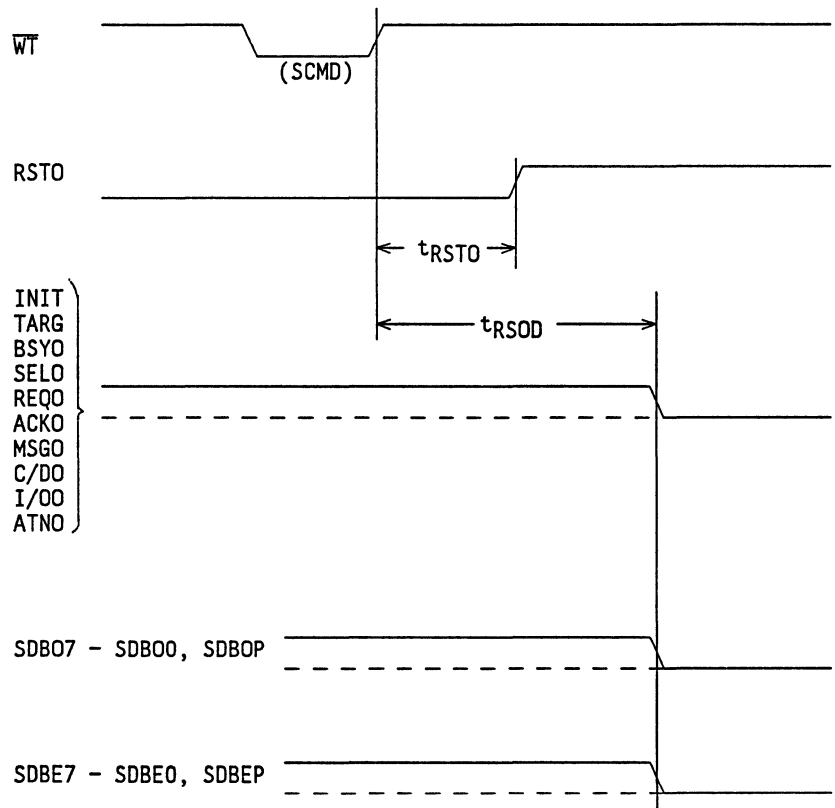 WT
(SCMD)
RSTO
tRSTO
INIT
TARG
tRSOD
BSYO
SELO
REQO
ACKO
MSGO
C/DO
I/OO
ATNO
SDBO7 - SDBOO, SDBOP
SDBE7 - SDBEO, SDBEP